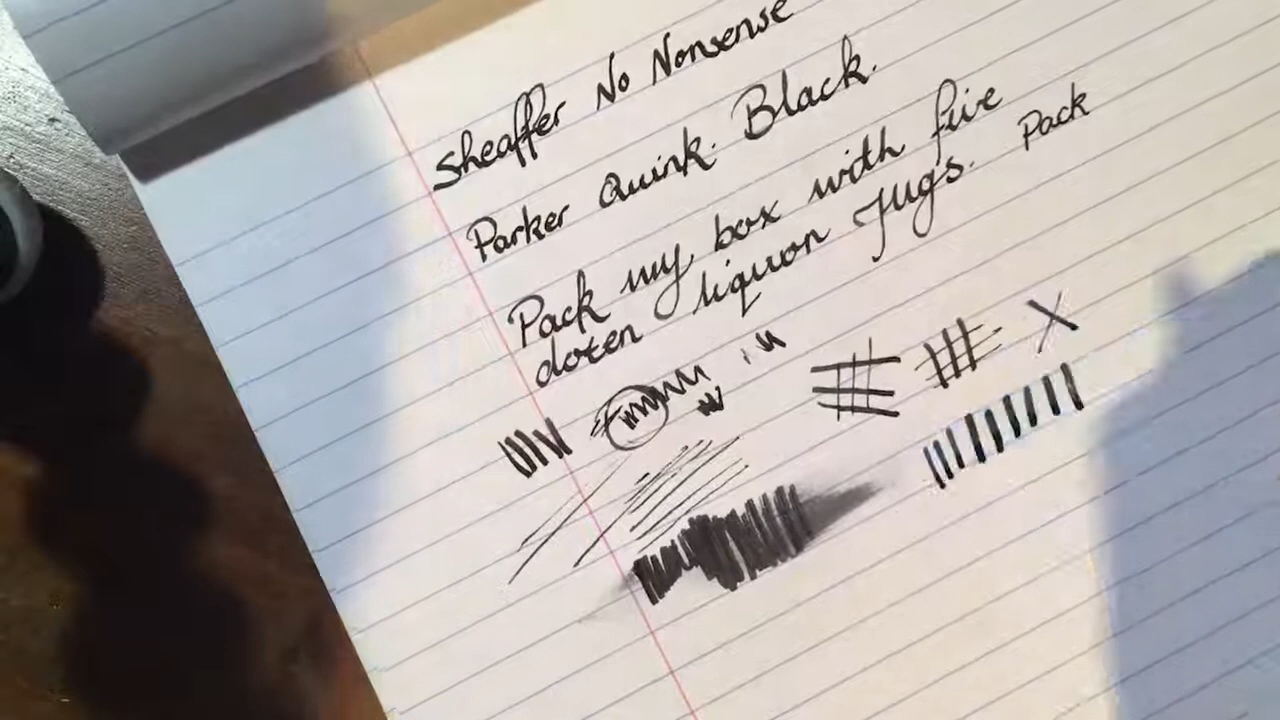 Sheaffer No Nonsense
Parker Quink. Black.
Pack my box with five
dozen liquor Jugs. Pack